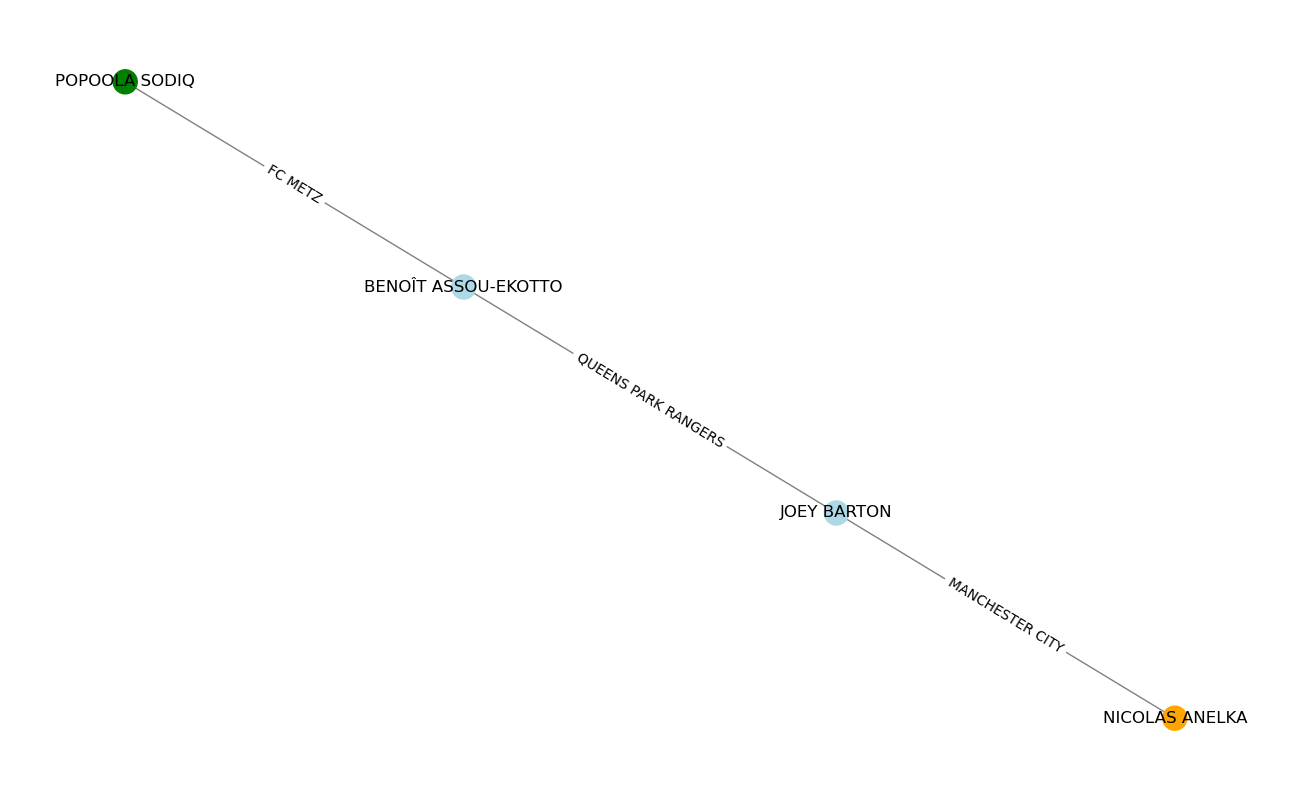 POPOOLA SODIQ
FC METZ
BENOÎT ASSOU-EKOTTO
QUEENS PARK RANGERS
JOEY BARTON
MANCHESTER CITY
NICOLAS ANELKA